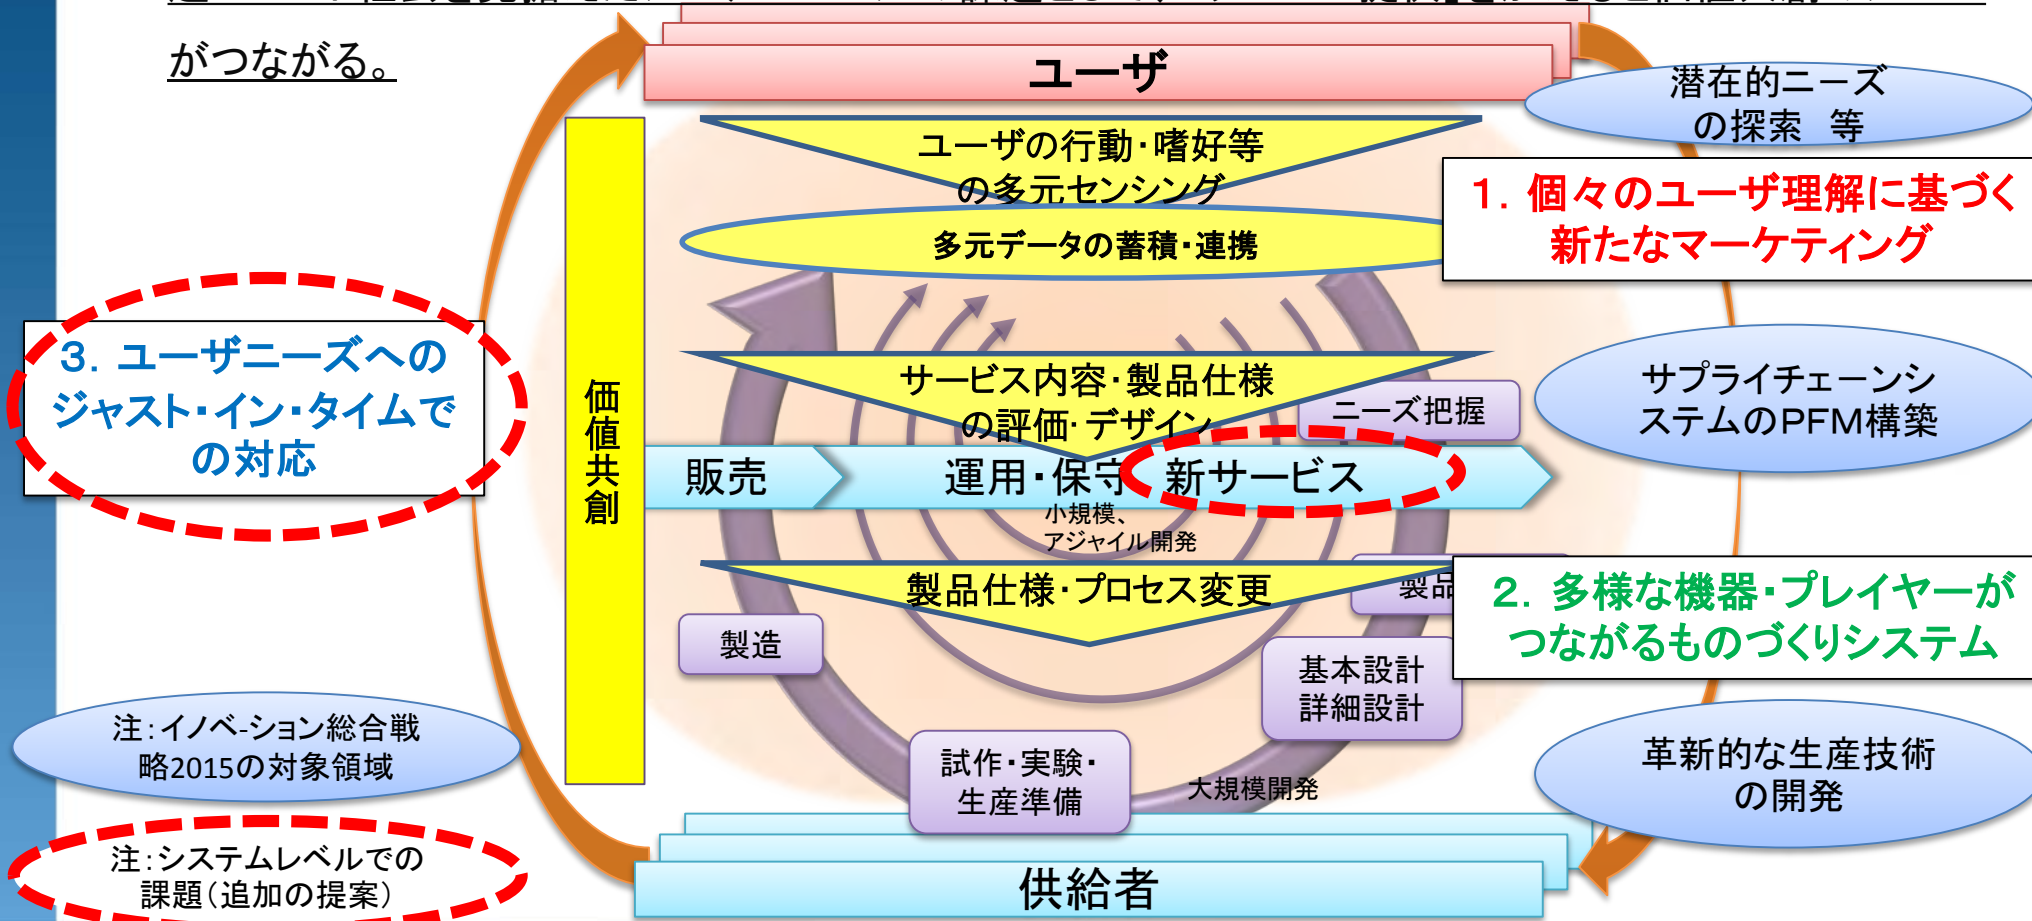 がつながる。
ユーザ
潜在的ニーズ
の探索　等
ユーザの行動・嗜好等
の多元センシング
多元データの蓄積・連携
1．個々のユーザ理解に基づく
新たなマーケティング
3．ユーザニーズへの
ジャスト・イン・タイムで
の対応
価値共創
サービス内容・製品仕様
の評価・デザイン
ニーズ把握
サプライチェーンシ
ステムのPFM構築
販売
運用・保守
新サービス
小規模、
アジャイル開発
製品仕様・プロセス変更
製品
2．多様な機器・プレイヤーが
つながるものづくりシステム
製造
基本設計
詳細設計
注：イノベ-ション総合戦
略2015の対象領域
試作・実験・
生産準備
大規模開発
革新的な生産技術
の開発
注：システムレベルでの
課題（追加の提案）
供給者